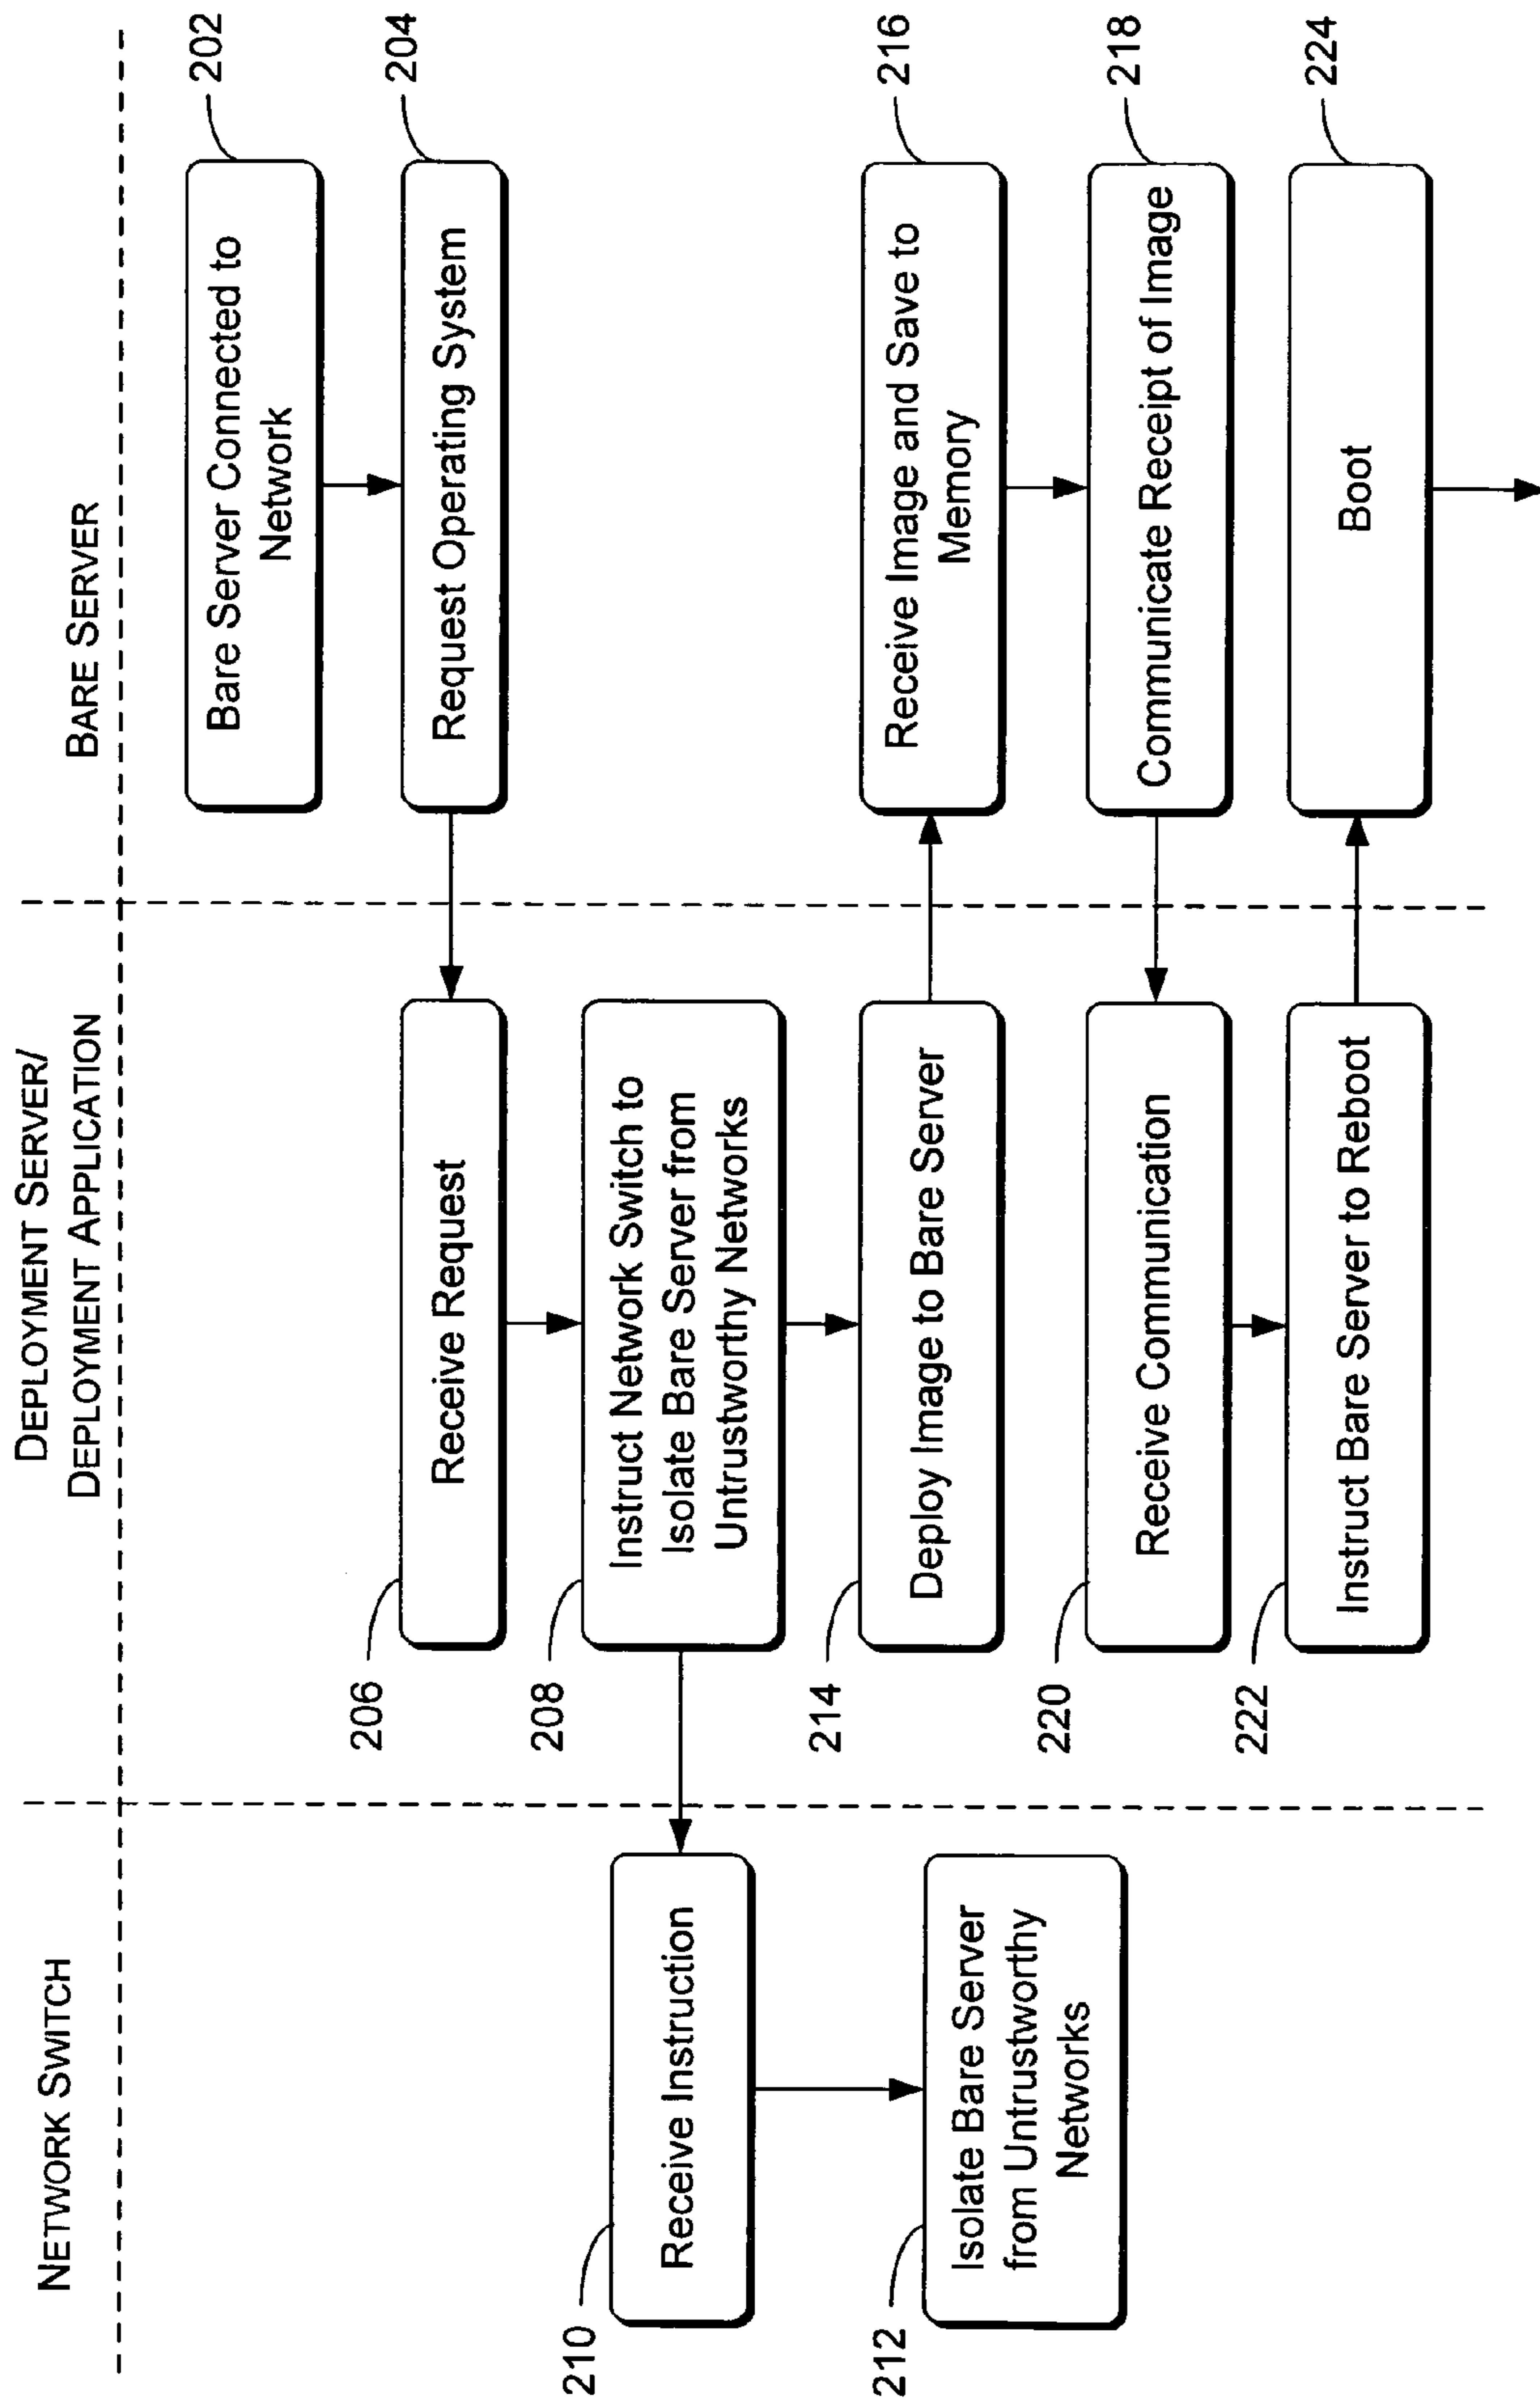 NETWORK SWITCH
DEPLOYMENT SERVER/
DEPLOYMENT APPLICATION
BARE SERVER
Bare Server Connected to
Network
202
Request Operating System
204
206
Receive Request
208
Instruct Network Switch to
Isolate Bare Server from
Untrustworthy Networks
210
Receive Instruction
212
Isolate Bare Server
from Untrustworthy
Networks
214
Deploy Image to Bare Server
Receive Image and Save to
Memory
216
Communicate Receipt of Image
218
220
Receive Communication
222
Instruct Bare Server to Reboot
Boot
224